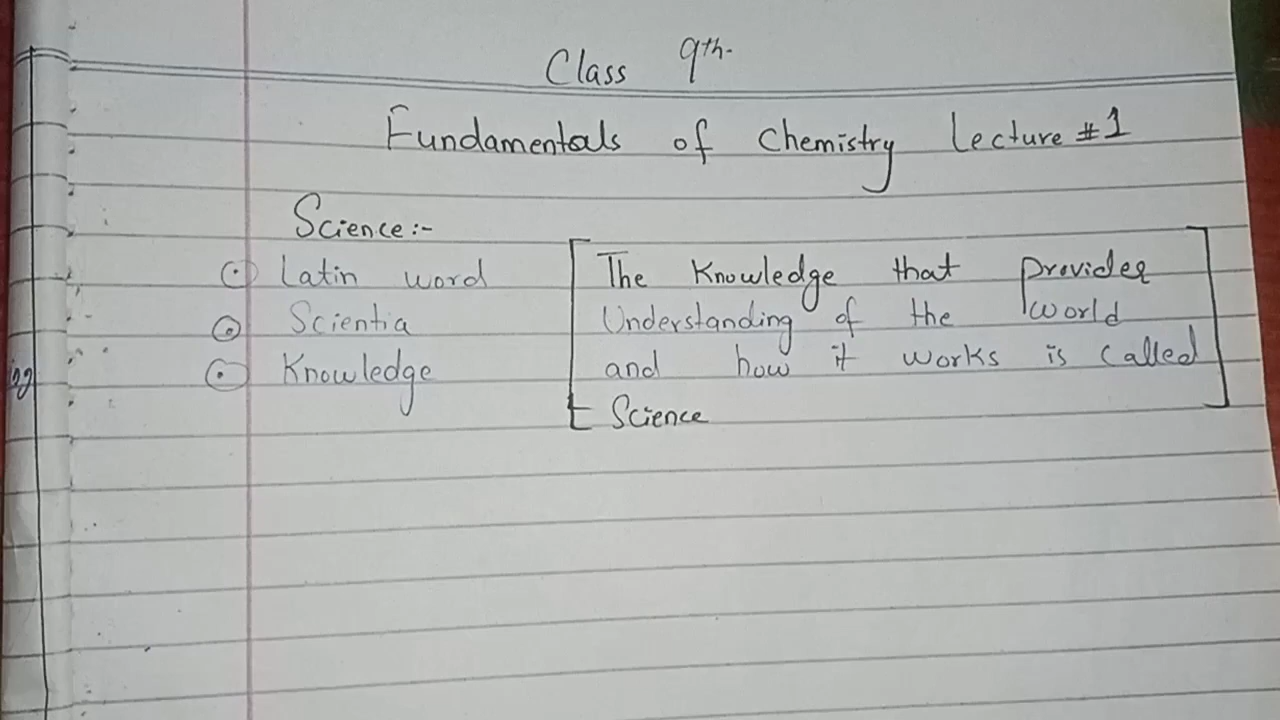 Class 9th.
Fundamentals of Chemistry Lecture #1
Science:-
Latin word
Scientia
Knowledge
The Knowledge that provides
Understanding of the world
and how it works is called
Science